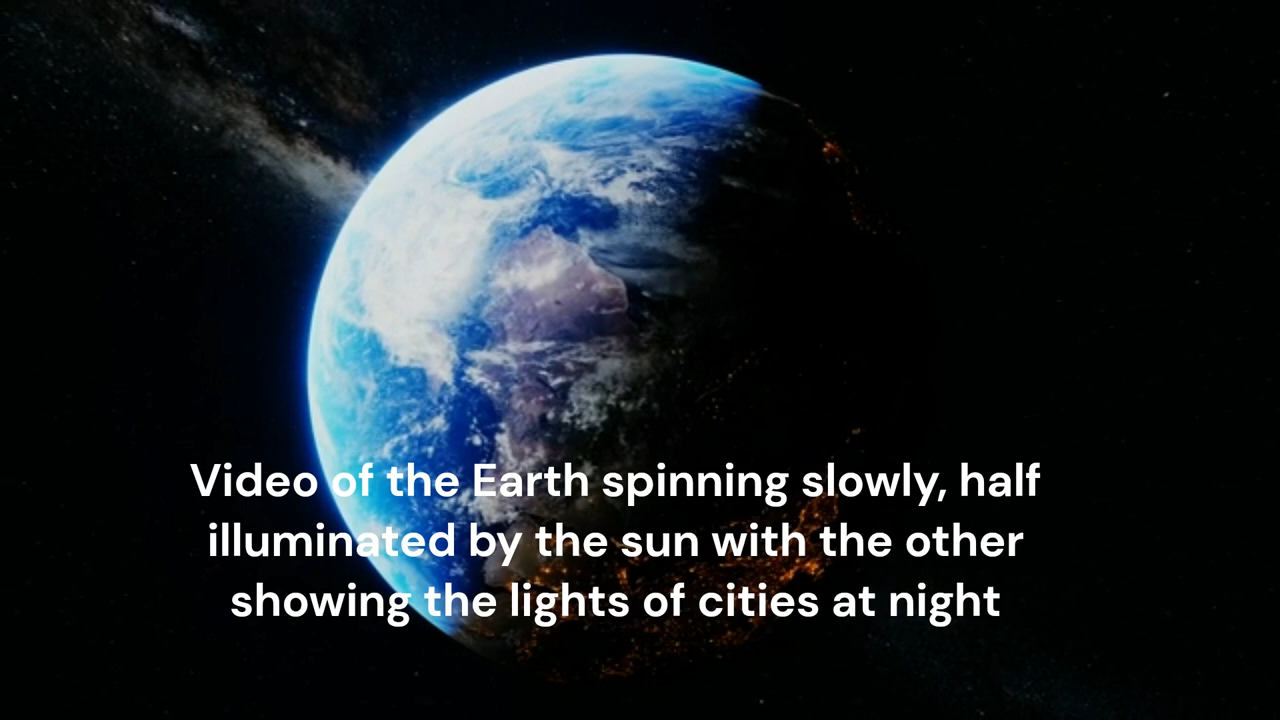 Video of the Earth spinning slowly, half
illuminated by the sun with the other
showing the lights of cities at night